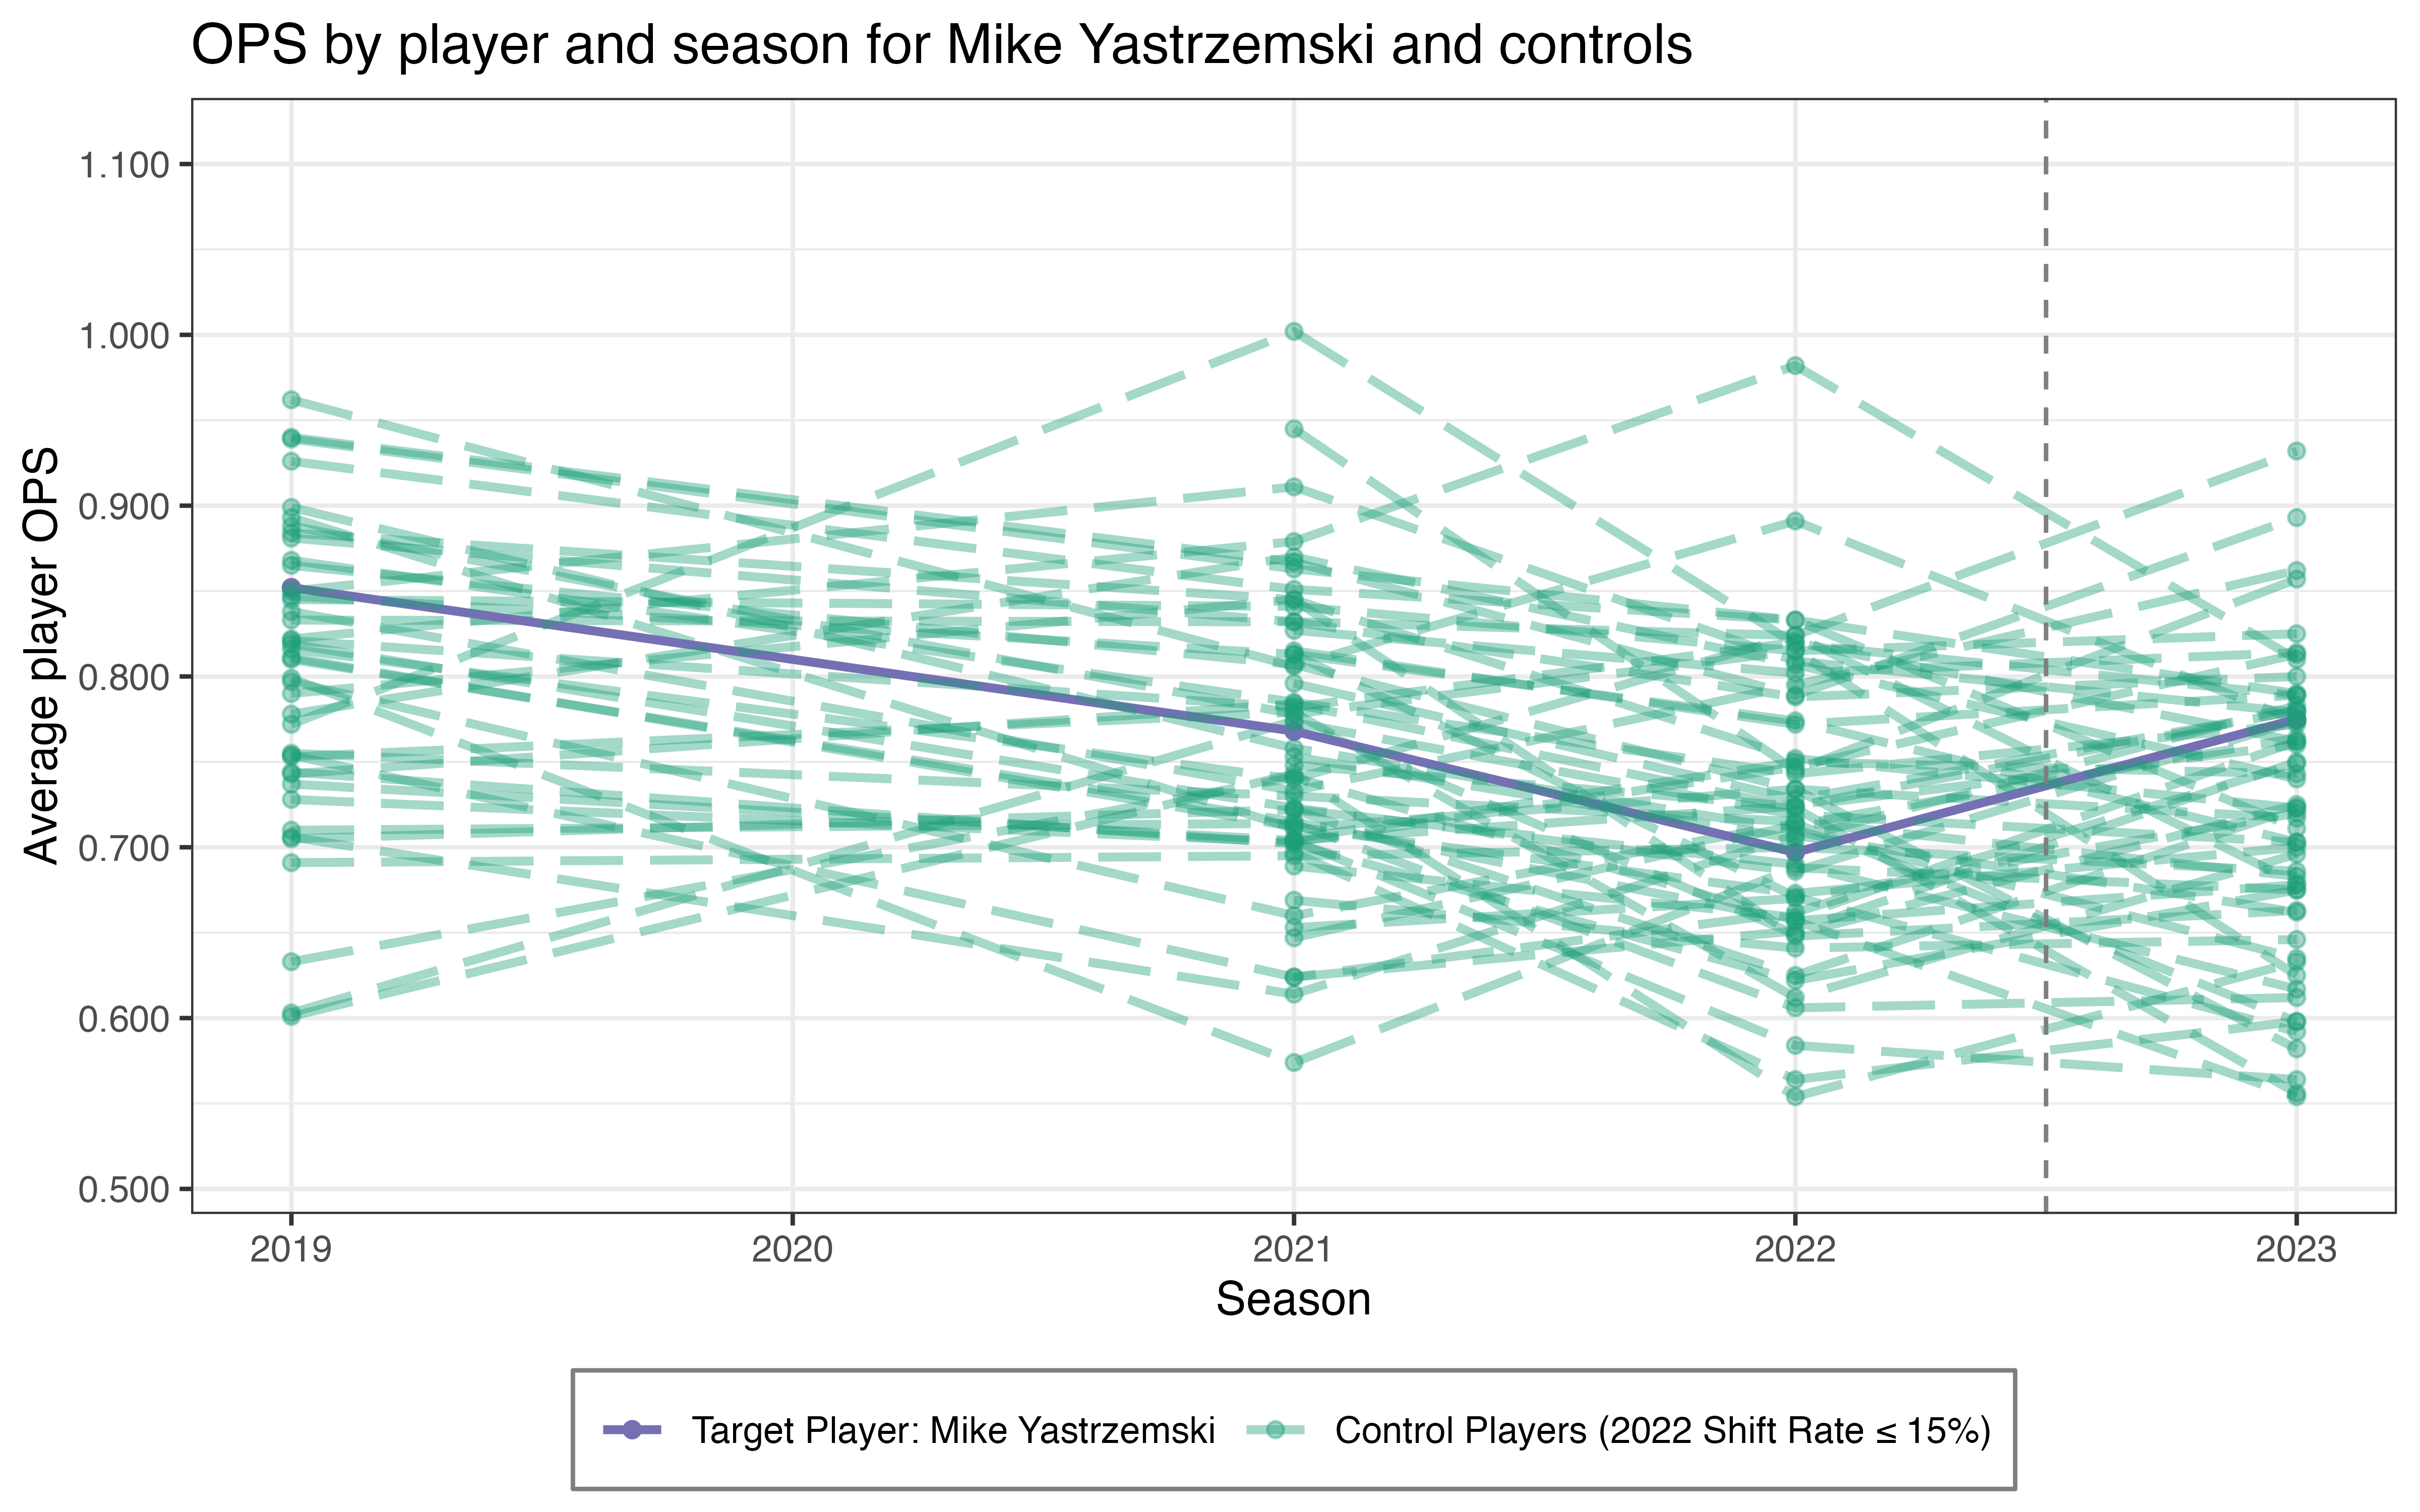 OPS by player and season for Mike Yastrzemski and controls
Average player OPS
1.100
1.000
0.900
0.800
0.700
0.600
0.500
2019 2020 2021 2022 2023
Season
Target Player: Mike Yastrzemski Control Players (2022 Shift Rate ≤ 15%)